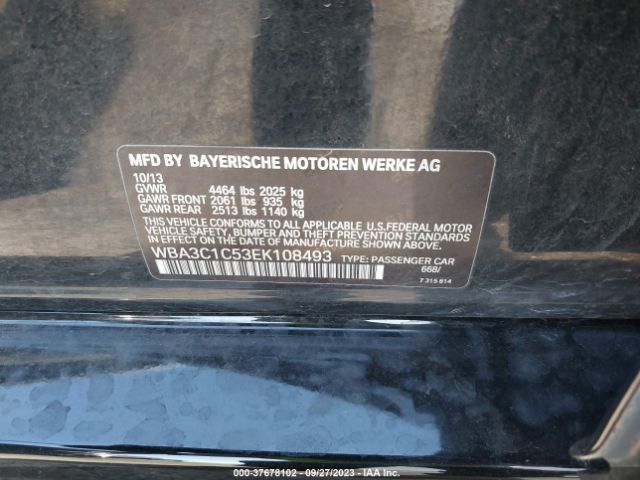 MFD BY BAYERISCHE MOTOREN WERKE AG
10/13
GVWR 4464 lbs 2025 kg
GAWR FRONT 2061 lbs 935 kg
GAWR REAR 2513 lbs 1140 kg
THIS VEHICLE CONFORMS TO ALL APPLICABLE U.S.FEDERAL MOTOR
VEHICLE SAFETY, BUMPER AND THEFT PREVENTION STANDARDS
IN EFFECT ON THE DATE OF MANUFACTURE SHOWN ABOVE.
WBA3C1C53EK108493 TYPE: PASSENGER CAR
668/
7 315 814
000-37678102 - 09/27/2023 - IAA Inc.